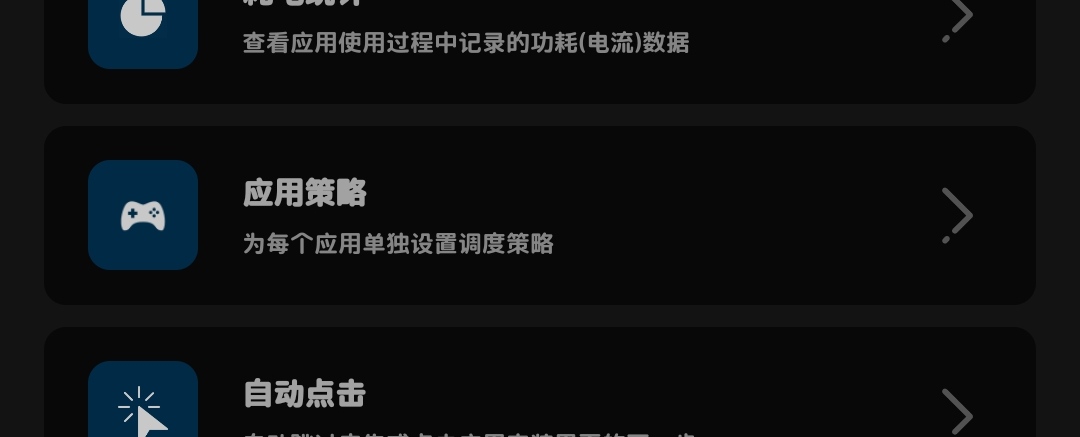 查看应用使用过程中记录的功耗(电流)数据
应用策略
为每个应用单独设置调度策略
自动点击